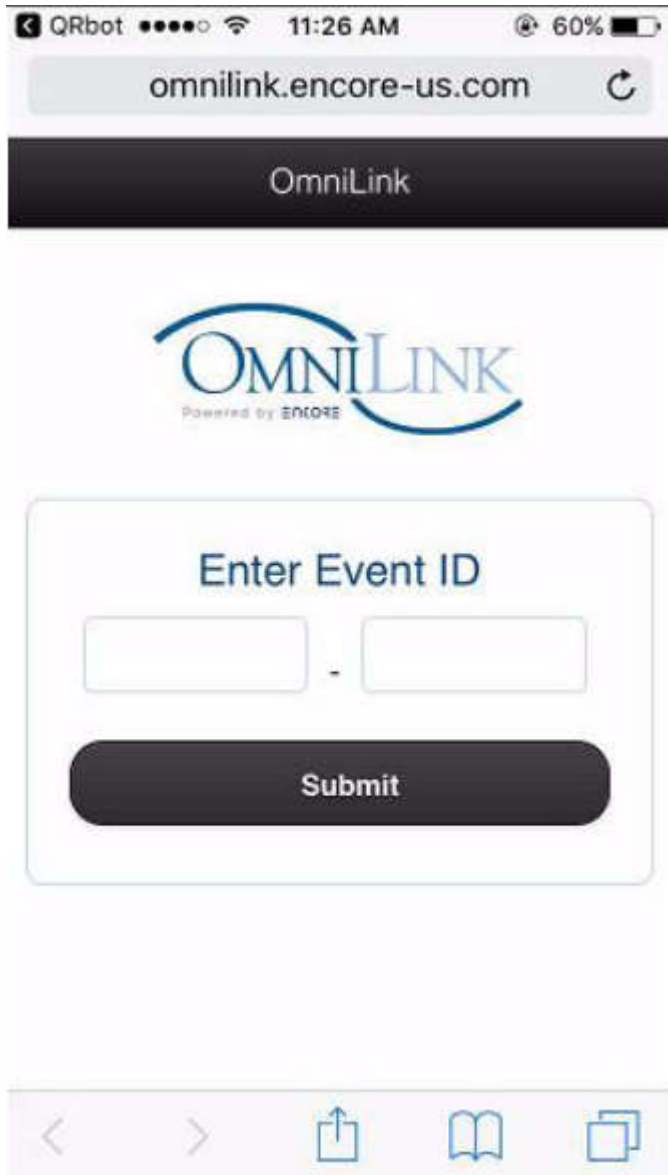 QRbot 11:26 AM 60%
omnilink.encore-us.com
OmniLink
OMNILINK
Powered by ENCORE
Enter Event ID
-
Submit